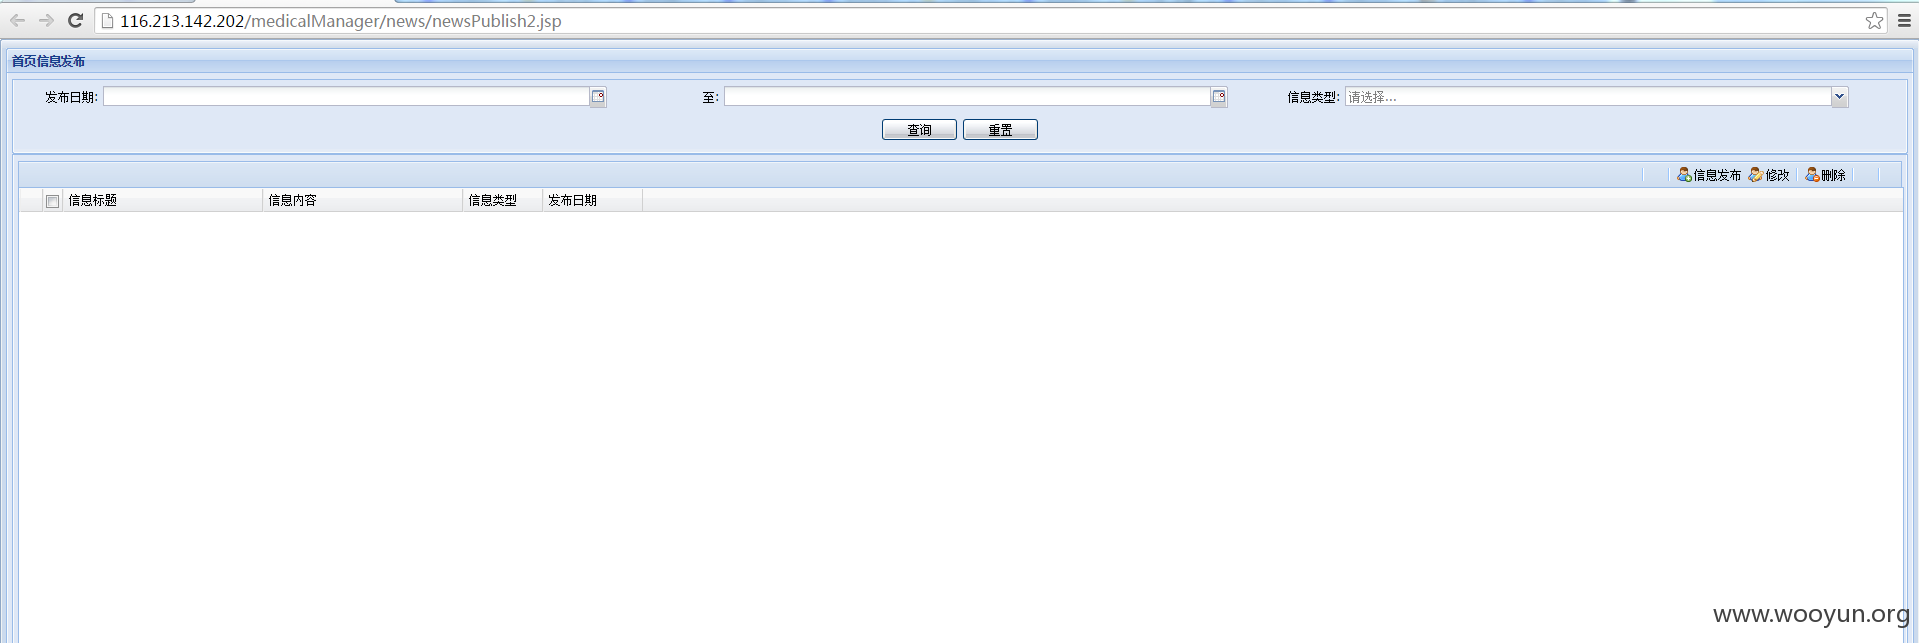 116.213.142.202/medicalManager/news/newsPublish2.jsp
首页信息发布
发布日期: 至: 信息类型: 请选择...
查询 重置
信息发布 修改 删除
信息标题 信息内容 信息类型 发布日期
www.wooyun.org